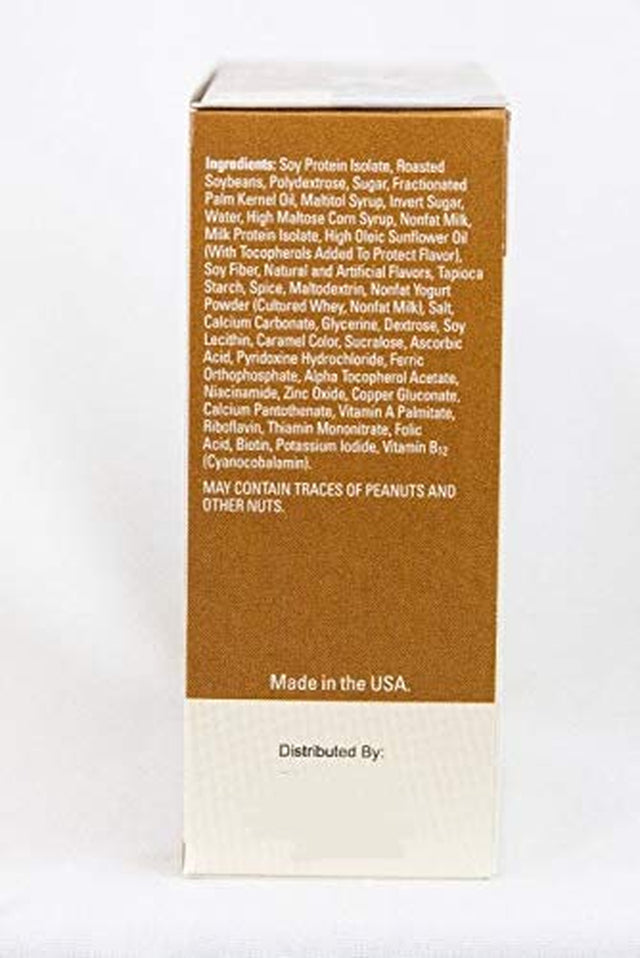 Ingredients: Soy Protein Isolate, Roasted
Soybeans, Polydextrose, Sugar, Fractionated
Palm Kernel Oil, Maltitol Syrup, Invert Sugar,
Water, High Maltose Corn Syrup, Nonfat Milk,
Milk Protein Isolate, High Oleic Sunflower Oil
(With Tocopherols Added To Protect Flavor),
Soy Fiber, Natural and Artificial Flavors, Tapioca
Starch, Spice, Maltodextrin, Nonfat Yogurt
Powder (Cultured Whey, Nonfat Milk), Salt,
Calcium Carbonate, Glycerine, Dextrose, Soy
Lecithin, Caramel Color, Sucralose, Ascorbic
Acid, Pyridoxine Hydrochloride, Ferric
Orthophosphate, Alpha Tocopherol Acetate,
Niacinamide, Zinc Oxide, Copper Gluconate,
Calcium Pantothenate, Vitamin A Palmitate,
Riboflavin, Thiamin Mononitrate, Folic
Acid, Biotin, Potassium Iodide, Vitamin B₁₂
(Cyanocobalamin).
MAY CONTAIN TRACES OF PEANUTS AND
OTHER NUTS.
Made in the USA.
Distributed By: